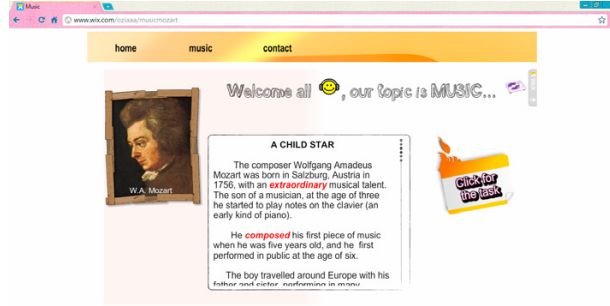 Music
www.wix.com/oziaaa/musicmozart
home music contact
Welcome all , our topic is MUSIC...
W.A. Mozart
A CHILD STAR
The composer Wolfgang Amadeus
Mozart was born in Salzburg, Austria in
1756, with an extraordinary musical talent.
The son of a musician, at the age of three
he started to play notes on the clavier (an
early kind of piano).
He composed his first piece of music
when he was five years old, and he first
performed in public at the age of six.
The boy travelled around Europe with his
father and sister, performing in many
Click for
the task